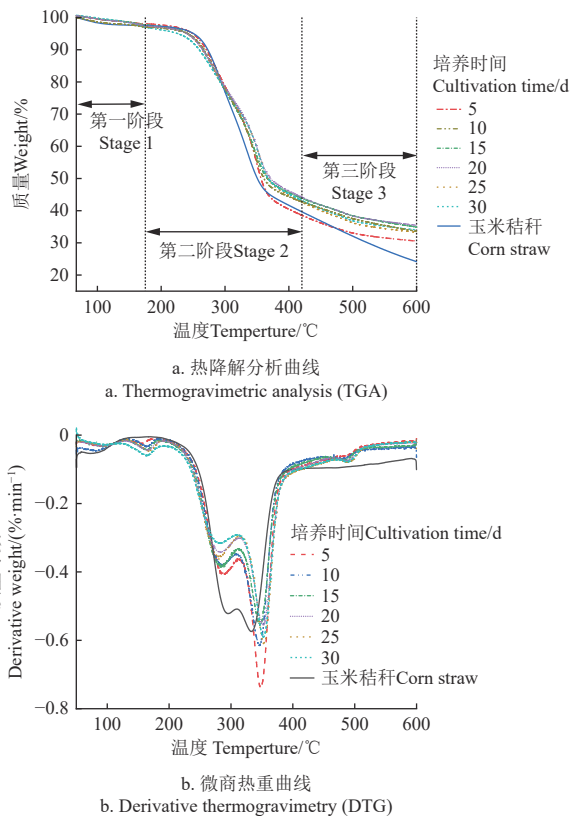 100
90
80
70
60
50
40
30
20
质量Weight/%
第一阶段
Stage 1
第二阶段Stage 2
第三阶段
Stage 3
培养时间
Cultivation time/d
5
10
15
20
25
30
玉米秸秆
Corn straw
100 200 300 400 500 600
温度Temperture/℃
a. 热降解分析曲线
a. Thermogravimetric analysis (TGA)
0
−0.2
−0.4
−0.6
−0.8
Derivative weight/(%·min⁻¹)
培养时间Cultivation time/d
5
10
15
20
25
30
玉米秸秆Corn straw
100 200 300 400 500 600
温度 Temperture/℃
b. 微商热重曲线
b. Derivative thermogravimetry (DTG)